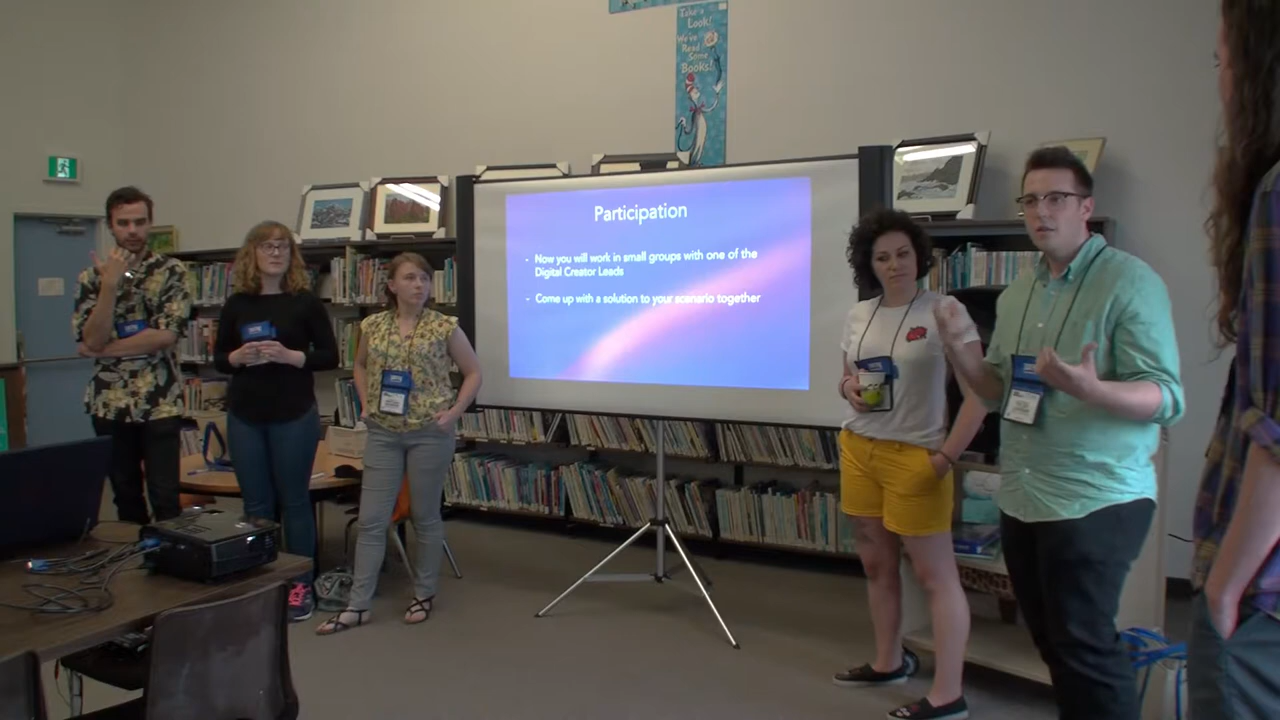 Take a
Look!
We've
Read
Some
Books!
Participation
- Now you will work in small groups with one of the
Digital Creator Leads
- Come up with a solution to your scenario together